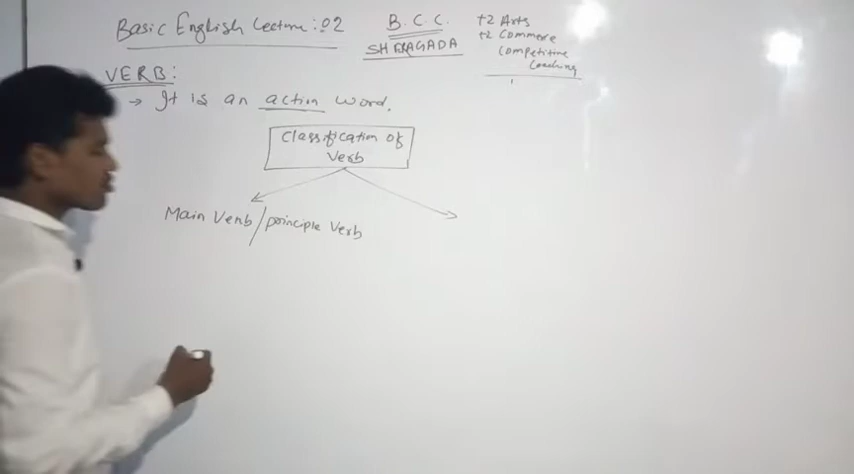 Basic English Lecture: 02
B. C. C.
SHERAGADA
+2 Arts
+2 Commerce
Competitive
Coaching
VERB:
→ It is an action word.
Classification of
Verb
Main Verb/principle Verb